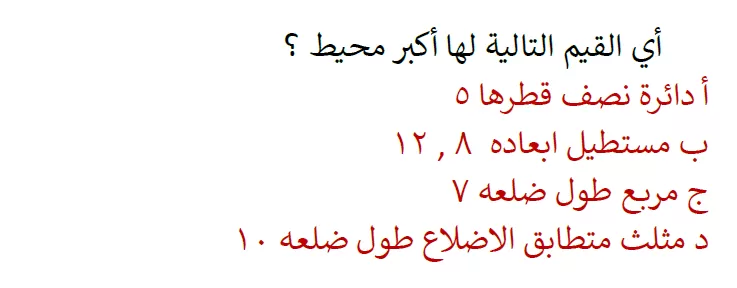 أي القيم التالية لها أكبر محيط ؟
أ دائرة نصف قطرها ٥
ب مستطيل ابعاده ٨ , ١٢
ج مربع طول ضلعه ٧
د مثلث متطابق الاضلاع طول ضلعه ١٠